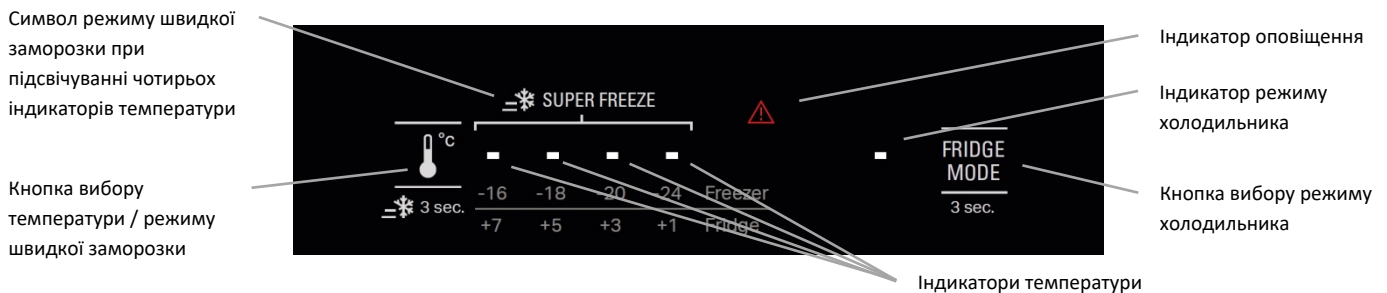 Символ режиму швидкої
заморозки при
підсвічуванні чотирьох
індикаторів температури
Кнопка вибору
температури / режиму
швидкої заморозки
SUPER FREEZE
°C
3 sec.
-16 -18 -20 -24 Freezer
+7 +5 +3 +1 Fridge
FRIDGE
MODE
3 sec.
Індикатор оповіщення
Індикатор режиму
холодильника
Кнопка вибору режиму
холодильника
Індикатори температури